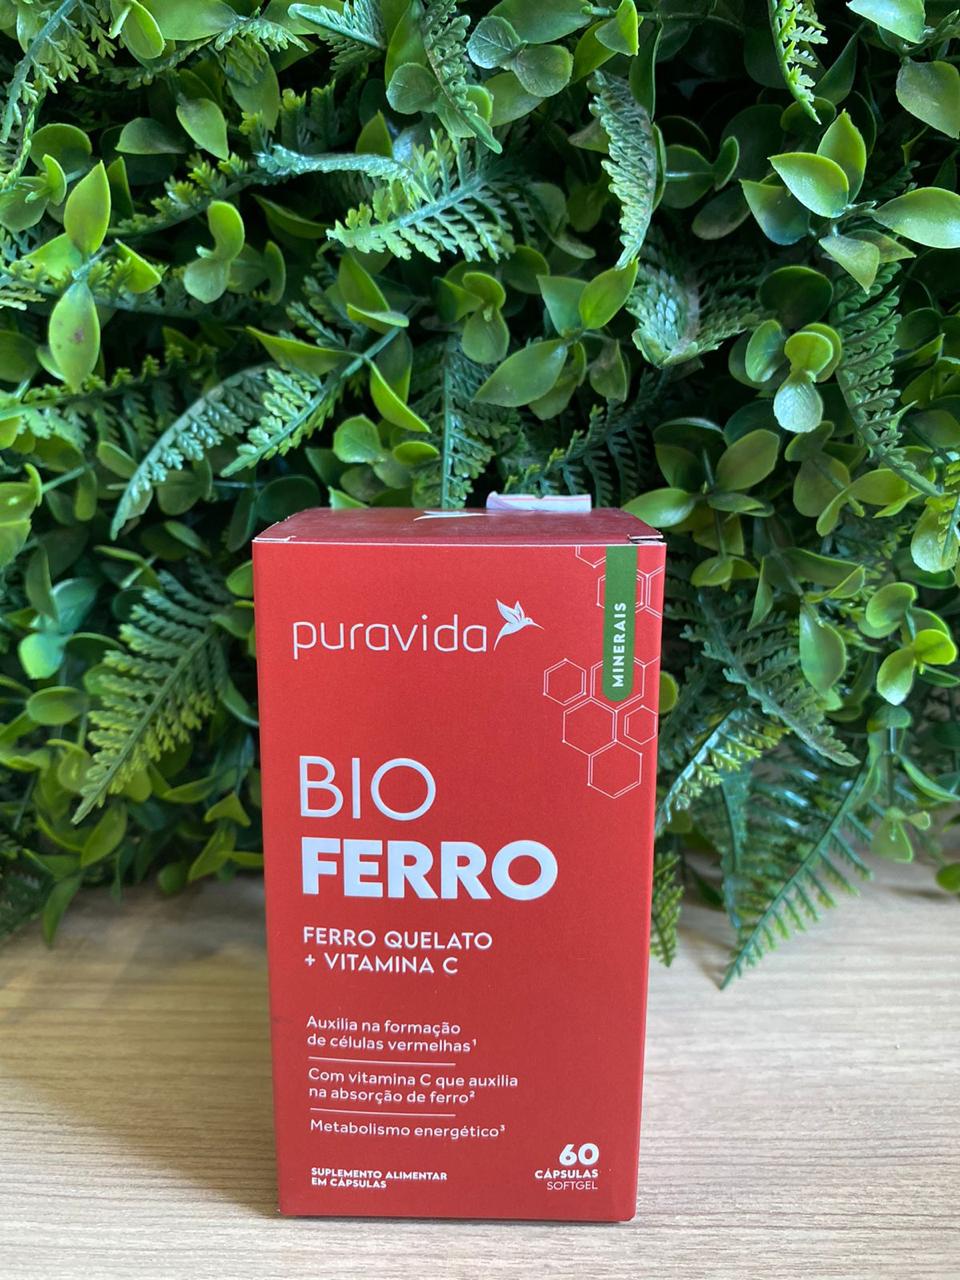 puravida
MINERAIS
BIO
FERRO
FERRO QUELATO
+ VITAMINA C
Auxilia na formação
de células vermelhas¹
Com vitamina C que auxilia
na absorção de ferro²
Metabolismo energético³
SUPLEMENTO ALIMENTAR
EM CÁPSULAS
60
CÁPSULAS
SOFTGEL